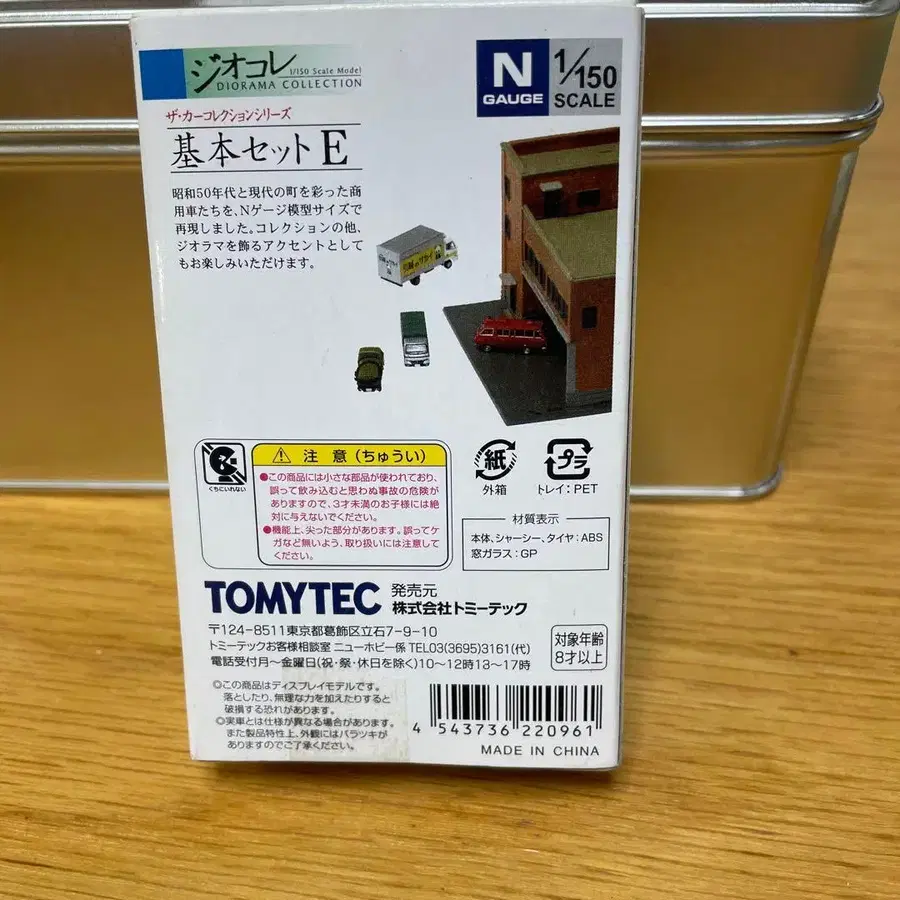 ジオコレ
1/150 Scale Model
DIORAMA COLLECTION
N
GAUGE
1/150
SCALE
ザ・カーコレクションシリーズ
基本セット E
昭和50年代と現代の町を彩った商
用車たちを、Nゲージ模型サイズで
再現しました。コレクションの他、
ジオラマを飾るアクセントとして
もお楽しみいただけます。
くちにいれない
注 意(ちゅうい)
●この商品には小さな部品が使われており、
誤って飲み込むと思わぬ事故の危険が
ありますので、3才未満のお子様には絶
対に与えないでください。
●機能上、尖った部分があります。誤ってケ
ガなど無いよう、取り扱いには注意して
ください。
紙
外箱
プラ
トレイ:PET
材質表示
本体、シャーシー、タイヤ:ABS
窓ガラス:GP
TOMYTEC
発売元
株式会社トミーテック
〒124-8511東京都葛飾区立石7-9-10
トミーテックお客様相談室 ニューホビー係 TEL03(3695)3161(代)
電話受付月〜金曜日(祝・祭・休日を除く)10〜12時13〜17時
対象年齢
8才以上
◎この商品はディスプレイモデルです。
落としたり、無理な力を加えたりすると
破損する恐れがあります。
◎実車とは仕様が異なる場合があります。
また製品特性上、外観にはバラツキが
ありますのでご了承ください。
4 543736 220961
MADE IN CHINA